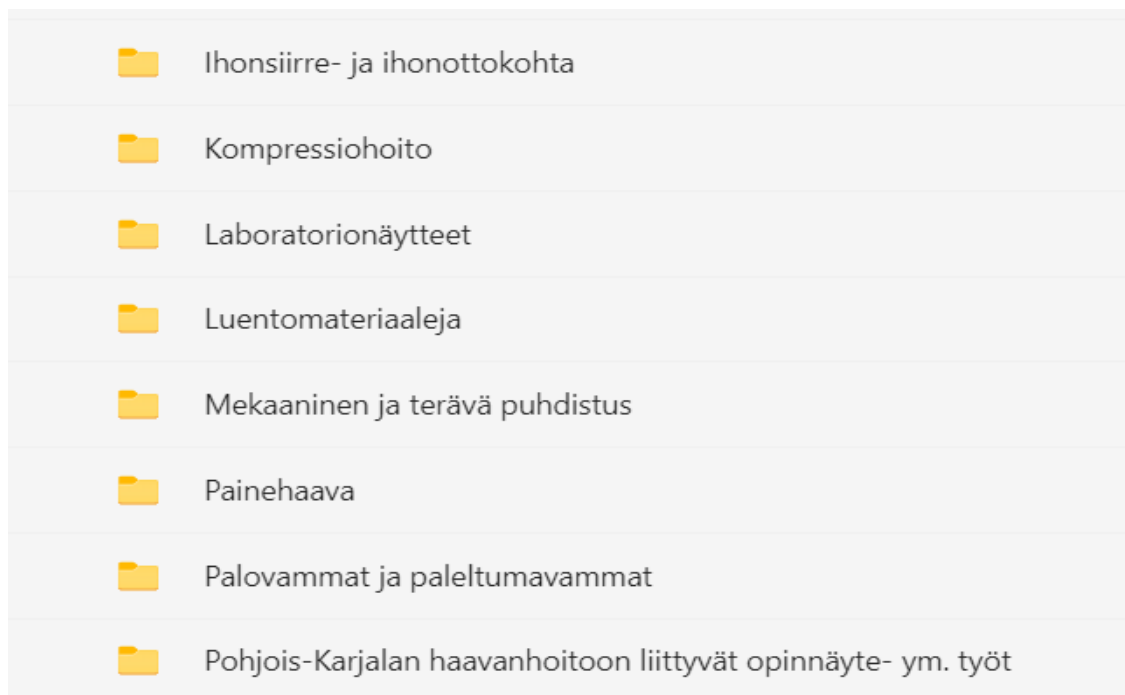 Ihonsiirre- ja ihonottokohta
Kompressiohoito
Laboratorionäytteet
Luentomateriaaleja
Mekaaninen ja terävä puhdistus
Painehaava
Palovammat ja paleltumavammat
Pohjois-Karjalan haavanhoitoon liittyvät opinnäyte- ym. työt